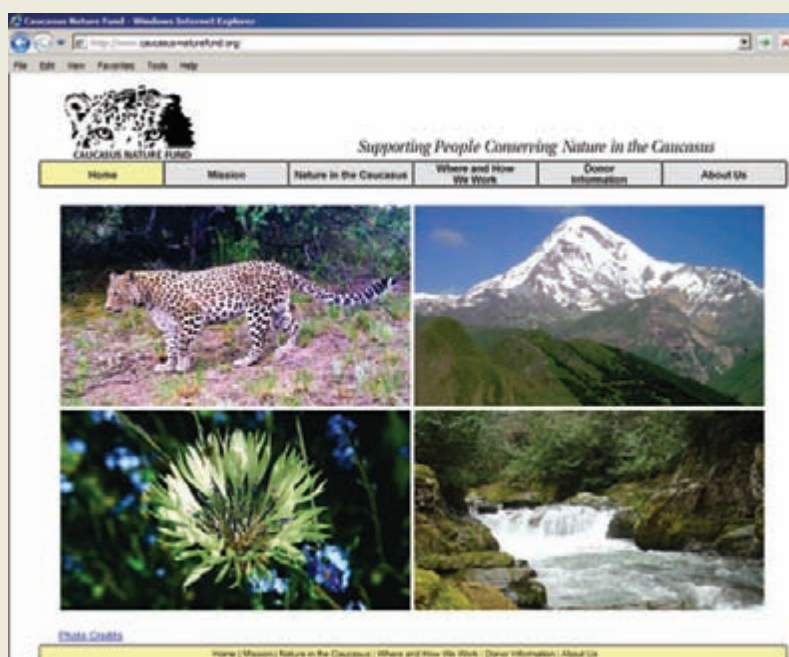 Caucasus Nature Fund - Windows Internet Explorer
http://www.caucasus-naturefund.org/
File Edit View Favorites Tools Help
CAUCASUS NATURE FUND
Supporting People Conserving Nature in the Caucasus
Home
Mission
Nature in the Caucasus
Where and How
We Work
Donor
Information
About Us
Photo Credits
Home | Mission | Nature in the Caucasus | Where and How We Work | Donor Information | About Us